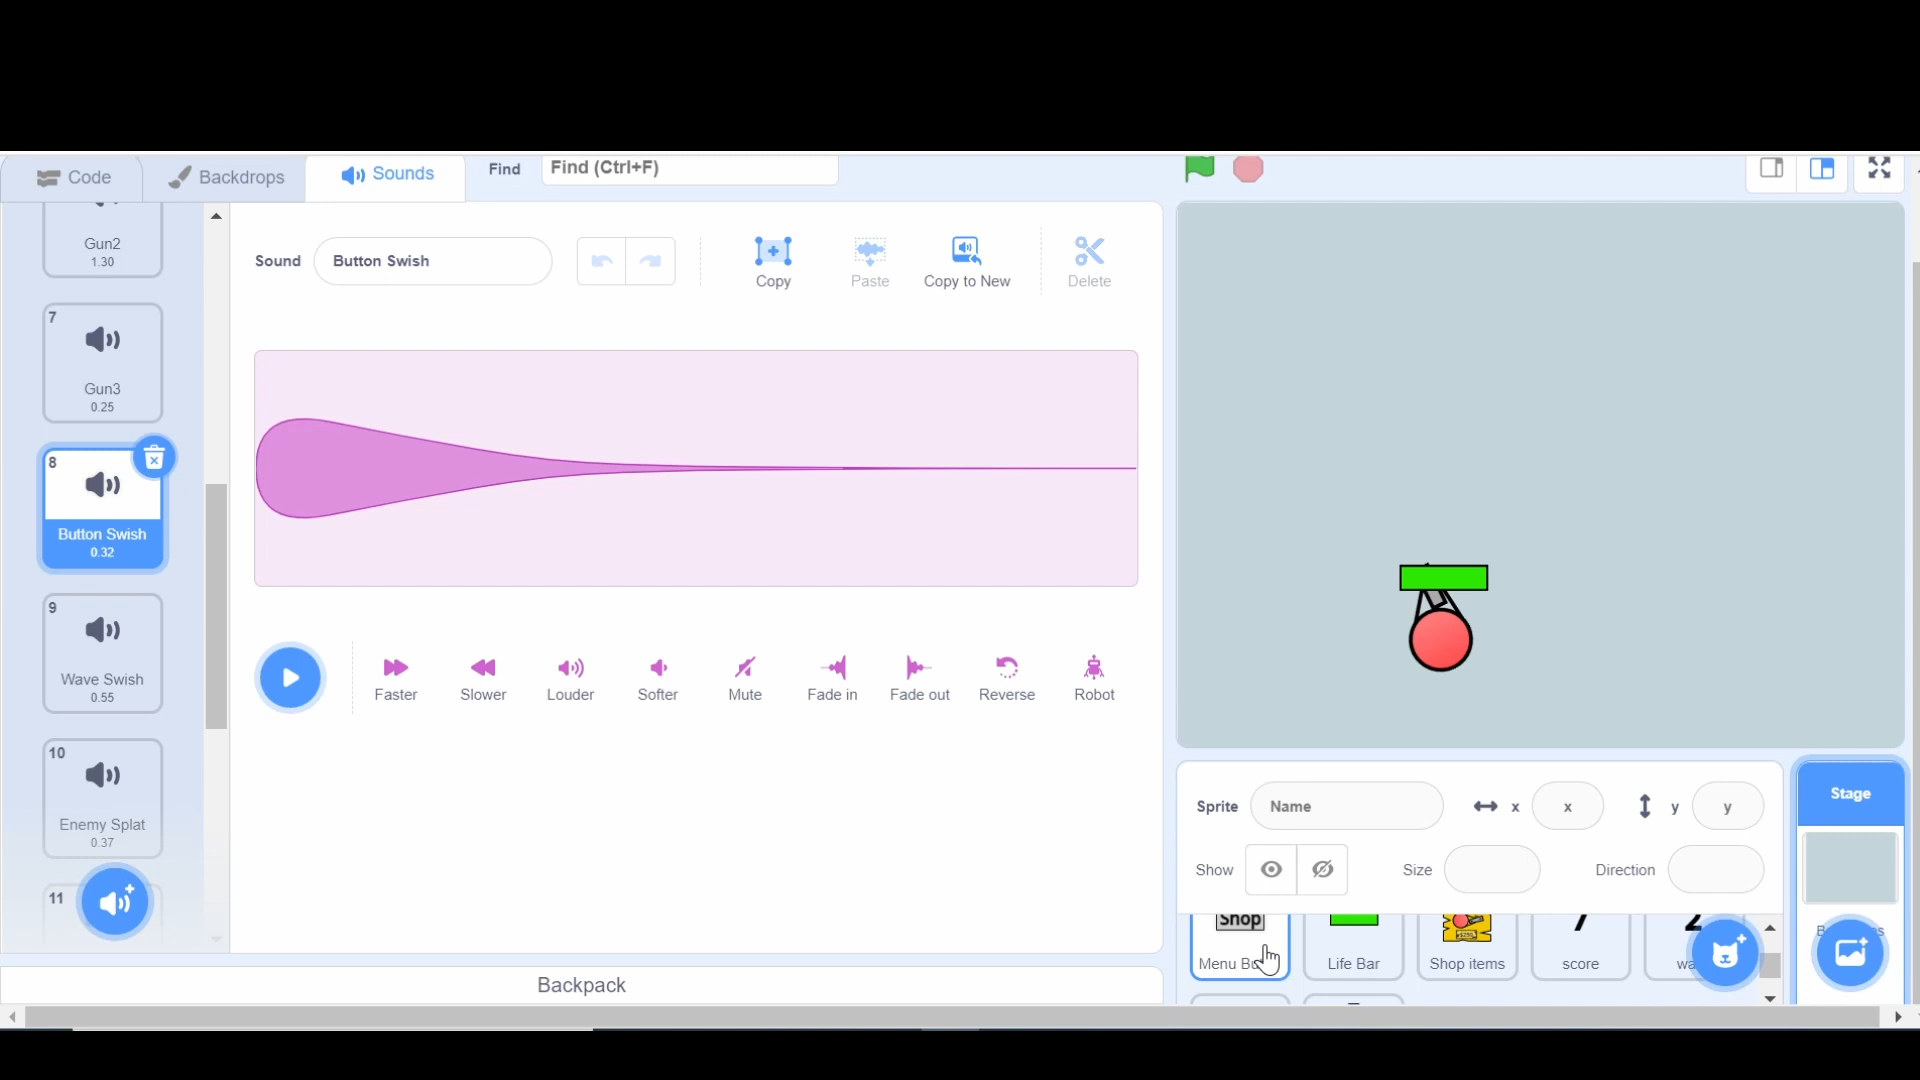 Code
Backdrops
Sounds
Find
Find (Ctrl+F)
Gun2
1.30
7
Gun3
0.25
8
Button Swish
0.32
9
Wave Swish
0.55
10
Enemy Splat
0.37
11
Sound
Button Swish
Copy
Paste
Copy to New
Delete
Faster
Slower
Louder
Softer
Mute
Fade in
Fade out
Reverse
Robot
Backpack
Sprite
Name
x
x
y
y
Show
Size
Direction
Stage
Shop
Menu
Life Bar
Shop items
7
score
2